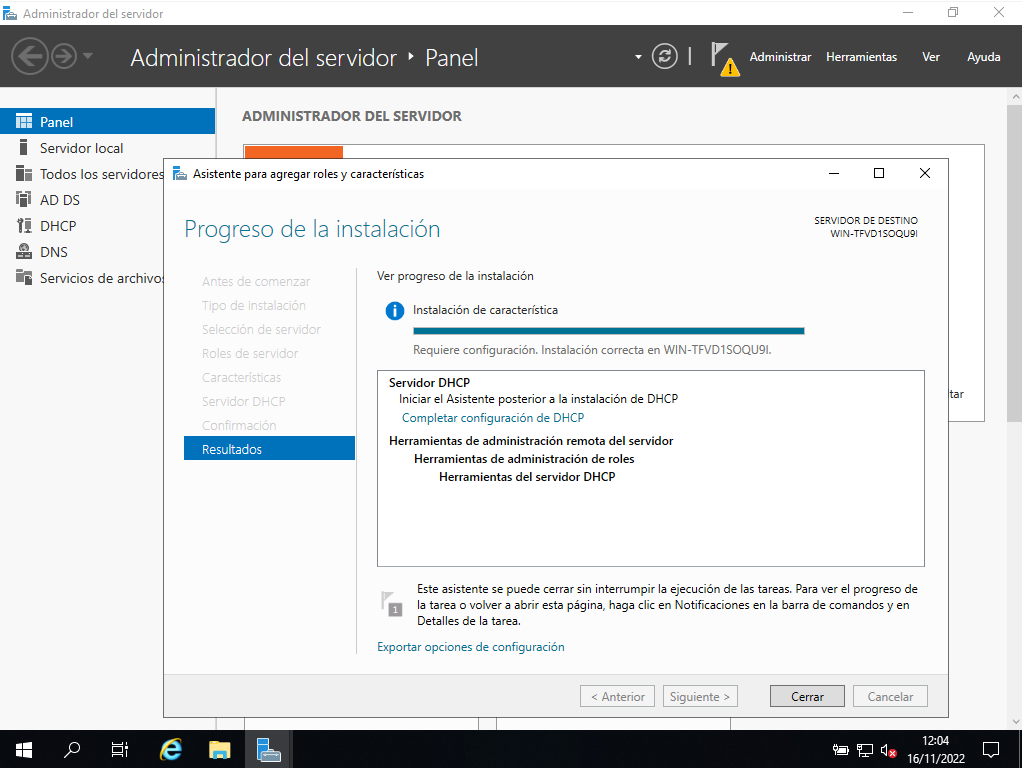 Administrador del servidor
Administrador del servidor ‣ Panel
Administrar Herramientas Ver Ayuda
Panel
Servidor local
Todos los servidores
AD DS
DHCP
DNS
Servicios de archivos
ADMINISTRADOR DEL SERVIDOR
Asistente para agregar roles y características
Progreso de la instalación
SERVIDOR DE DESTINO
WIN-TFVD1SOQU9I
Antes de comenzar
Tipo de instalación
Selección de servidor
Roles de servidor
Características
Servidor DHCP
Confirmación
Resultados
Ver progreso de la instalación
Instalación de característica
Requiere configuración. Instalación correcta en WIN-TFVD1SOQU9I.
Servidor DHCP
Iniciar el Asistente posterior a la instalación de DHCP
Completar configuración de DHCP
Herramientas de administración remota del servidor
Herramientas de administración de roles
Herramientas del servidor DHCP
1
Este asistente se puede cerrar sin interrumpir la ejecución de las tareas. Para ver el progreso de
la tarea o volver a abrir esta página, haga clic en Notificaciones en la barra de comandos y en
Detalles de la tarea.
Exportar opciones de configuración
< Anterior Siguiente > Cerrar Cancelar
tar
12:04
16/11/2022